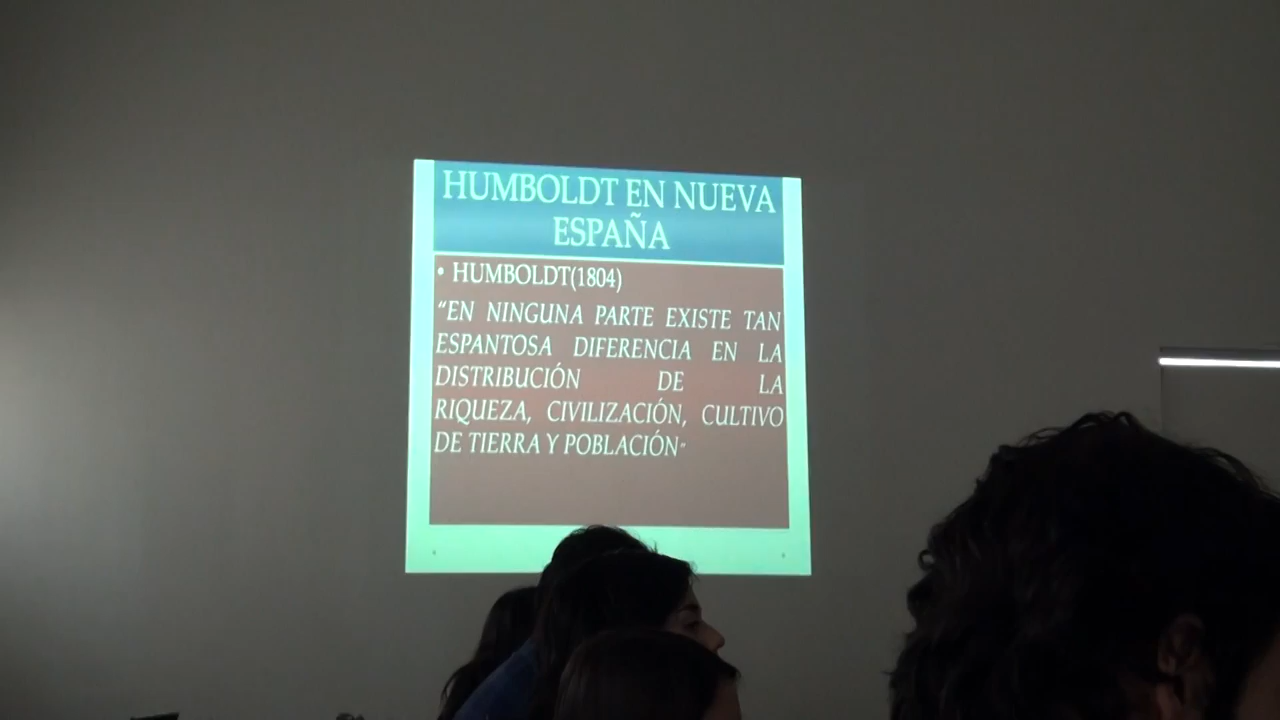 HUMBOLDT EN NUEVA
ESPAÑA
• HUMBOLDT(1804)
“EN NINGUNA PARTE EXISTE TAN
ESPANTOSA DIFERENCIA EN LA
DISTRIBUCIÓN DE LA
RIQUEZA, CIVILIZACIÓN, CULTIVO
DE TIERRA Y POBLACIÓN”